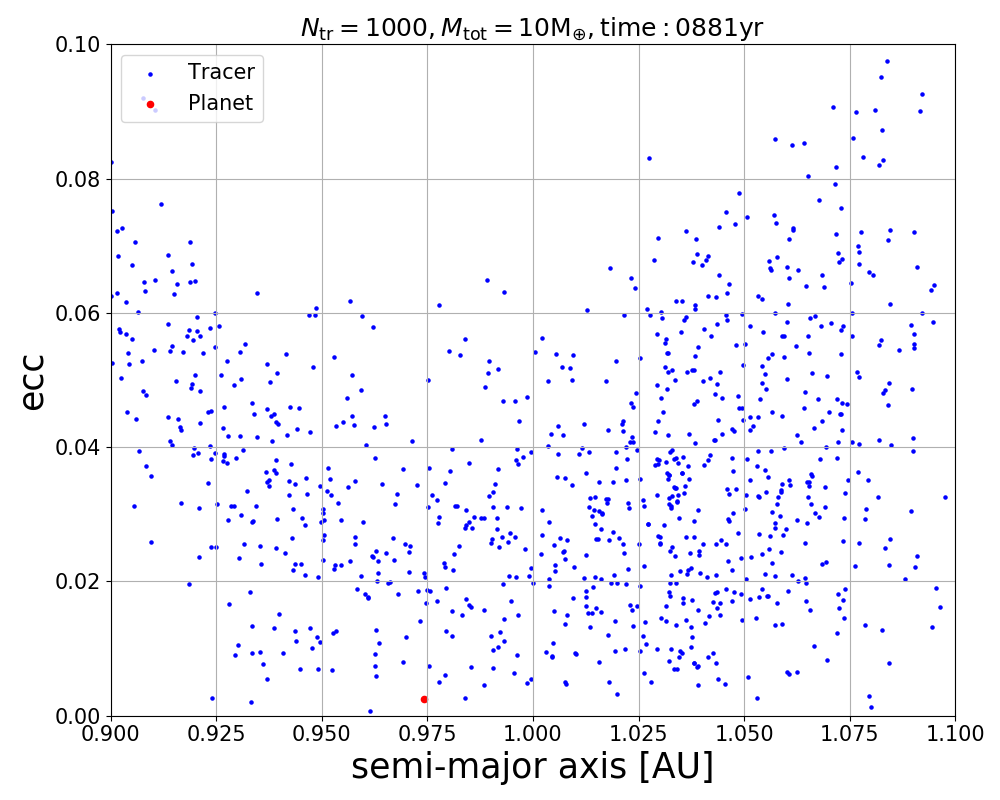 N_tr = 1000, M_tot = 10M_⊕, time : 0881yr
Tracer
Planet
ecc
0.10
0.08
0.06
0.04
0.02
0.00
0.900 0.925 0.950 0.975 1.000 1.025 1.050 1.075 1.100
semi-major axis [AU]